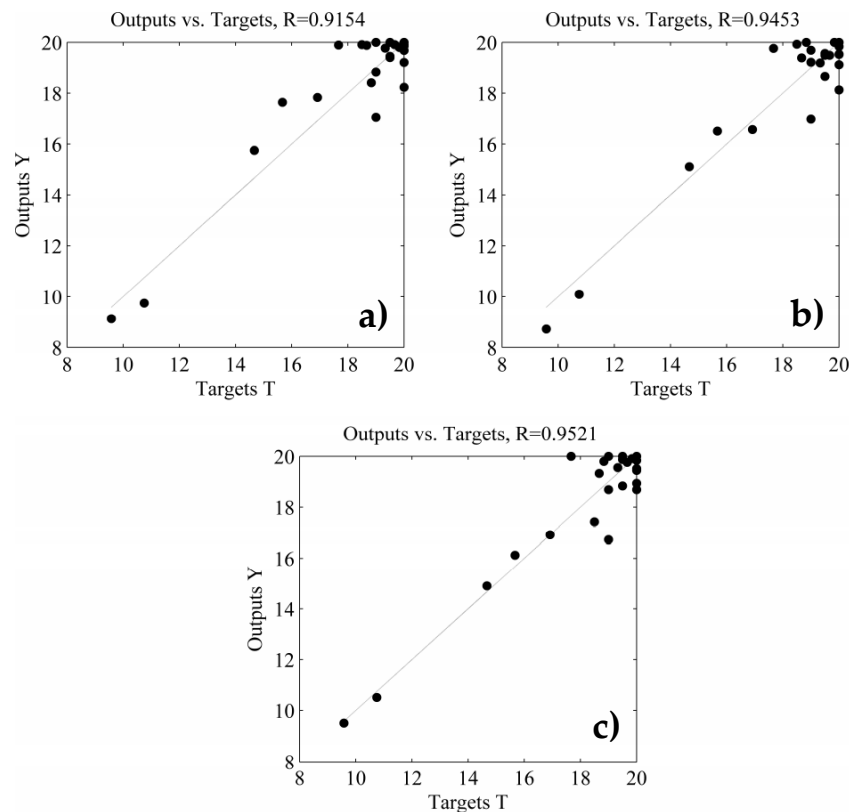 Outputs vs. Targets, R=0.9154
20
18
16
14
12
10
8
Outputs Y
8 10 12 14 16 18 20
Targets T
a)
Outputs vs. Targets, R=0.9453
20
18
16
14
12
10
8
Outputs Y
8 10 12 14 16 18 20
Targets T
b)
Outputs vs. Targets, R=0.9521
20
18
16
14
12
10
8
Outputs Y
8 10 12 14 16 18 20
Targets T
c)